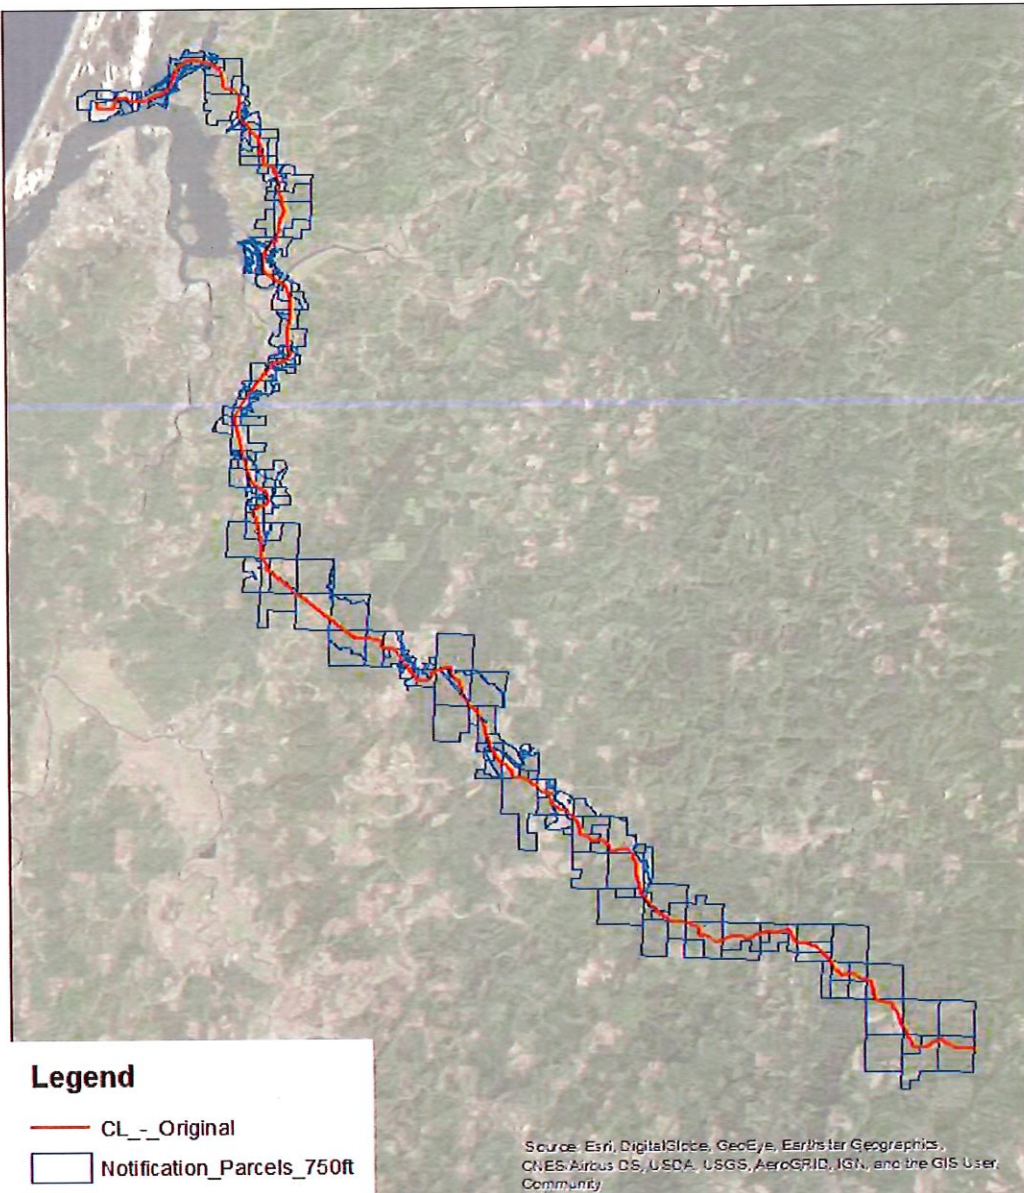 Legend
CL_-_Original
Notification_Parcels_750ft
Source: Esri, DigitalGlobe, GeoEye, Earthstar Geographics,
CNES/Airbus DS, USDA, USGS, AeroGRID, IGN, and the GIS User
Community